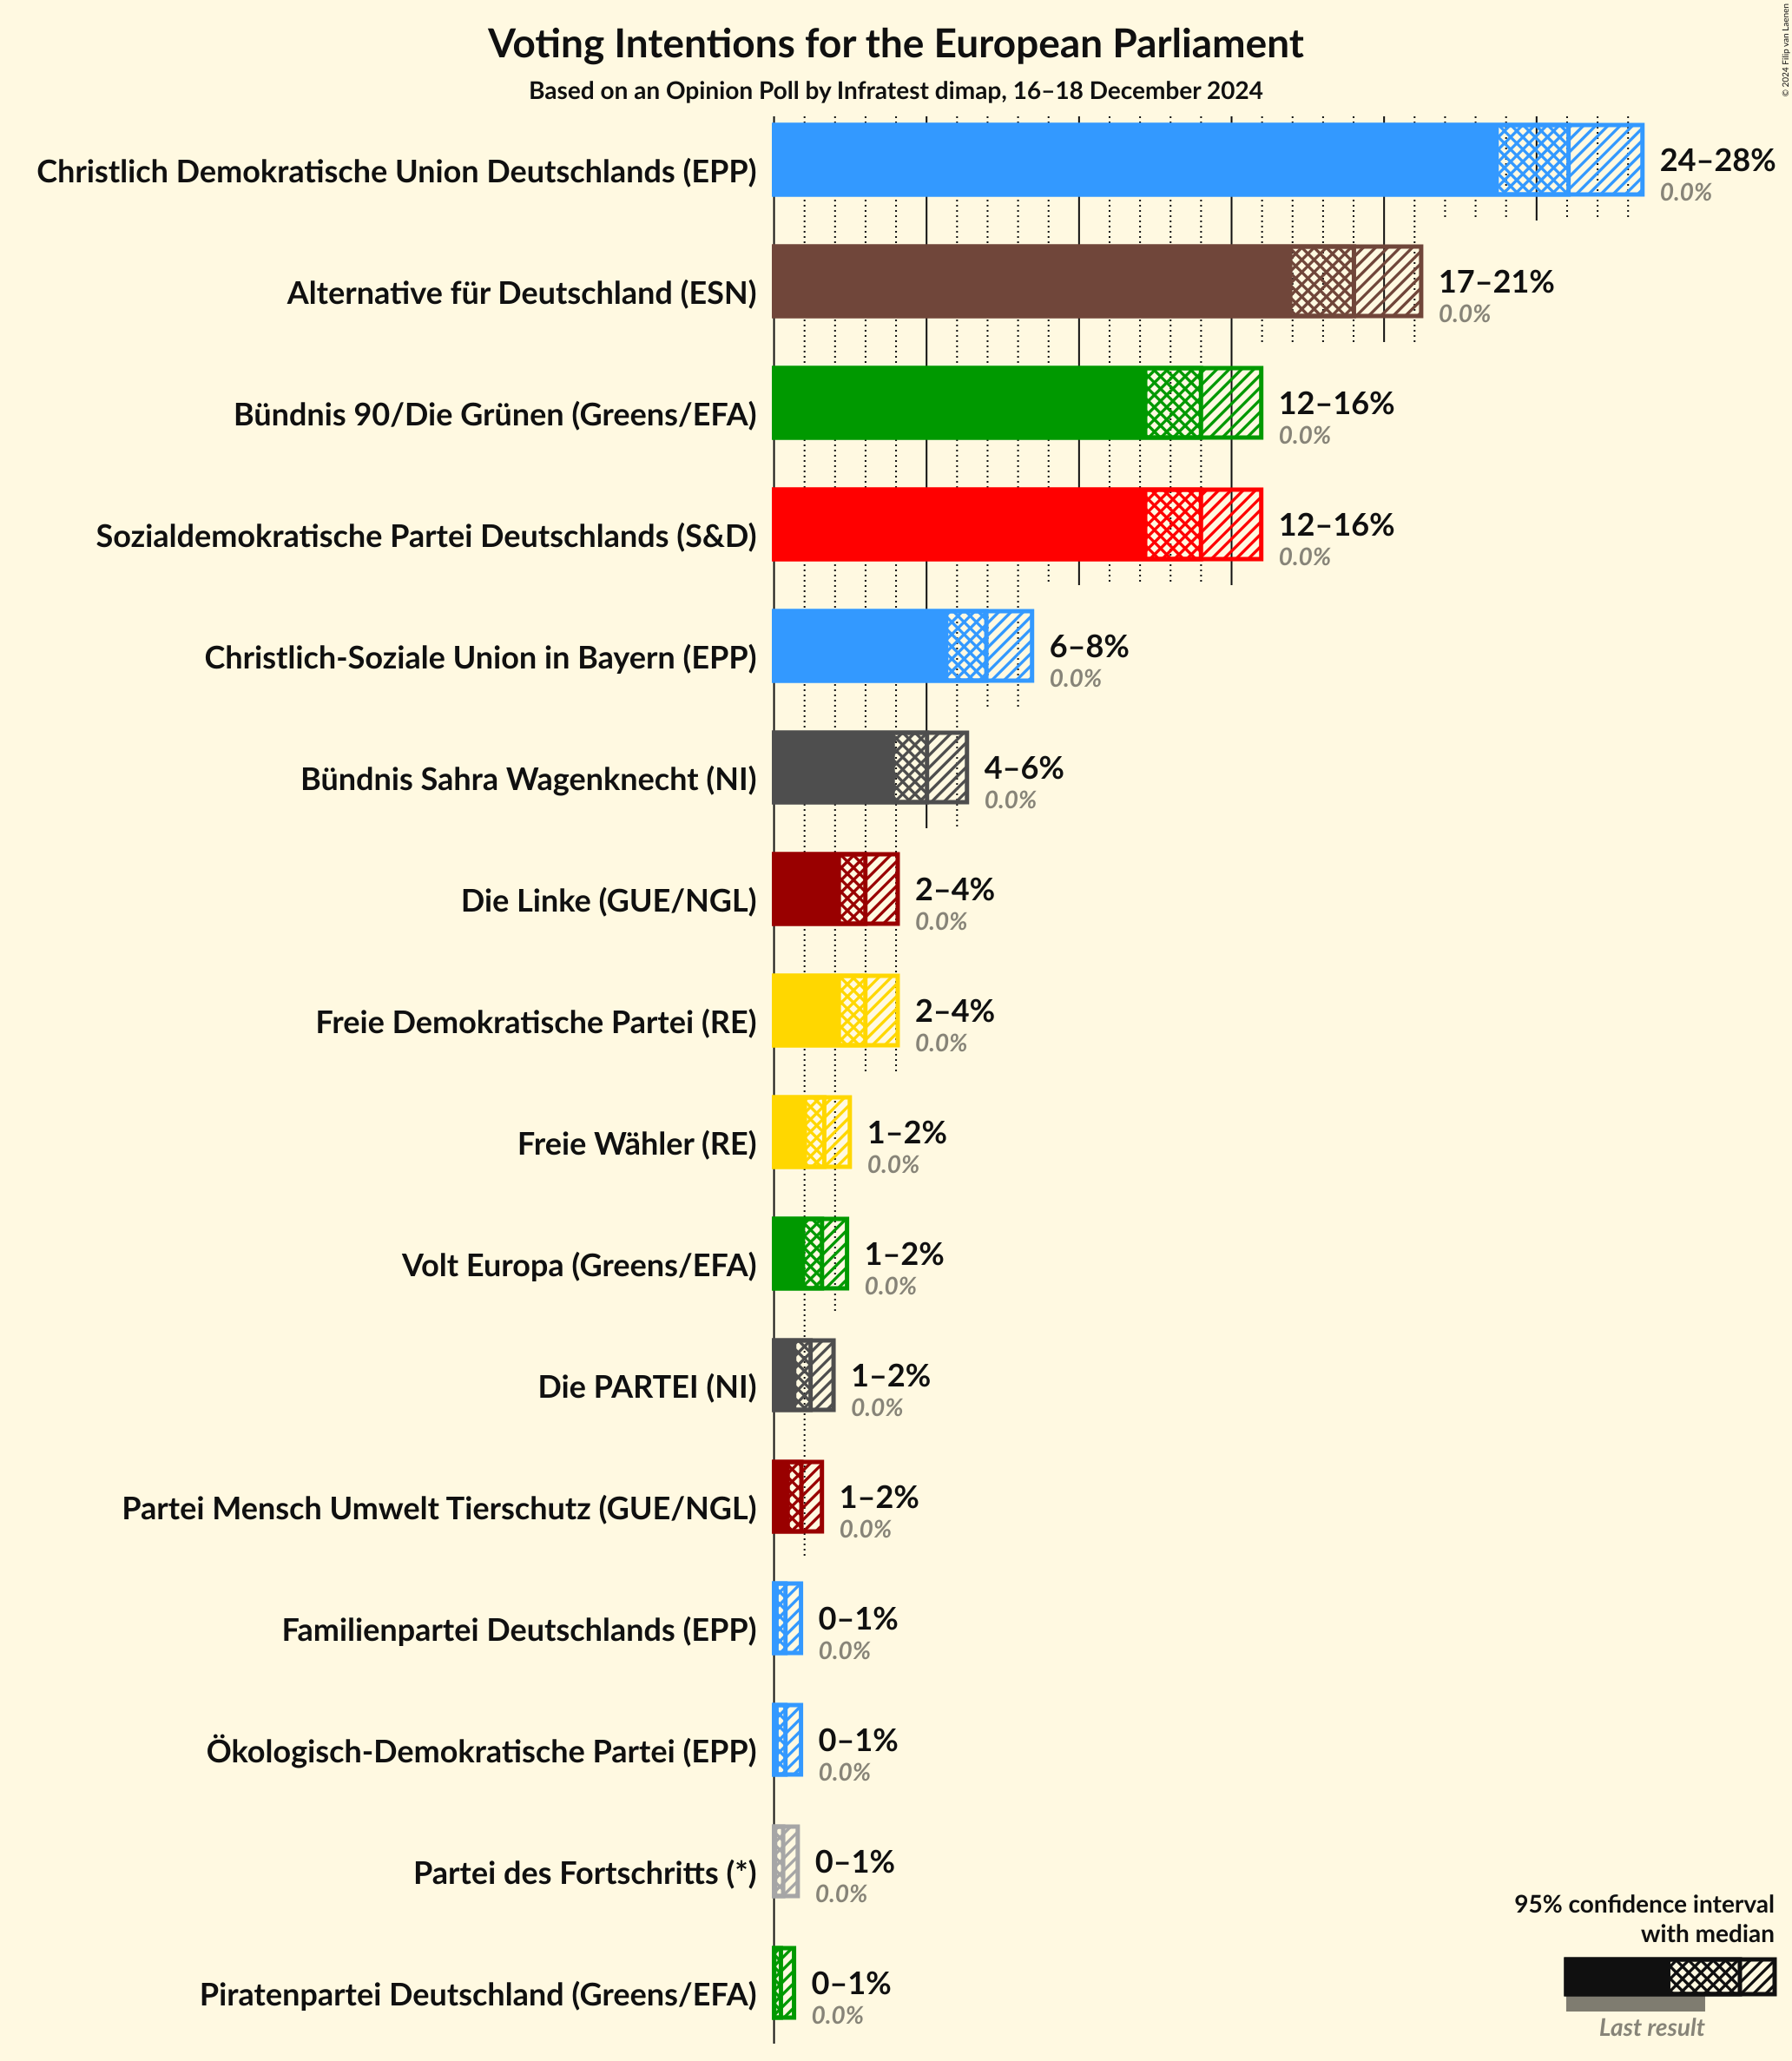 Voting Intentions for the European Parliament
Based on an Opinion Poll by Infratest dimap, 16–18 December 2024
© 2024 Filip van Laenen
Christlich Demokratische Union Deutschlands (EPP)
24–28%
0.0%
Alternative für Deutschland (ESN)
17–21%
0.0%
Bündnis 90/Die Grünen (Greens/EFA)
12–16%
0.0%
Sozialdemokratische Partei Deutschlands (S&D)
12–16%
0.0%
Christlich-Soziale Union in Bayern (EPP)
6–8%
0.0%
Bündnis Sahra Wagenknecht (NI)
4–6%
0.0%
Die Linke (GUE/NGL)
2–4%
0.0%
Freie Demokratische Partei (RE)
2–4%
0.0%
Freie Wähler (RE)
1–2%
0.0%
Volt Europa (Greens/EFA)
1–2%
0.0%
Die PARTEI (NI)
1–2%
0.0%
Partei Mensch Umwelt Tierschutz (GUE/NGL)
1–2%
0.0%
Familienpartei Deutschlands (EPP)
0–1%
0.0%
Ökologisch-Demokratische Partei (EPP)
0–1%
0.0%
Partei des Fortschritts (*)
0–1%
0.0%
Piratenpartei Deutschland (Greens/EFA)
0–1%
0.0%
95% confidence interval
with median
Last result